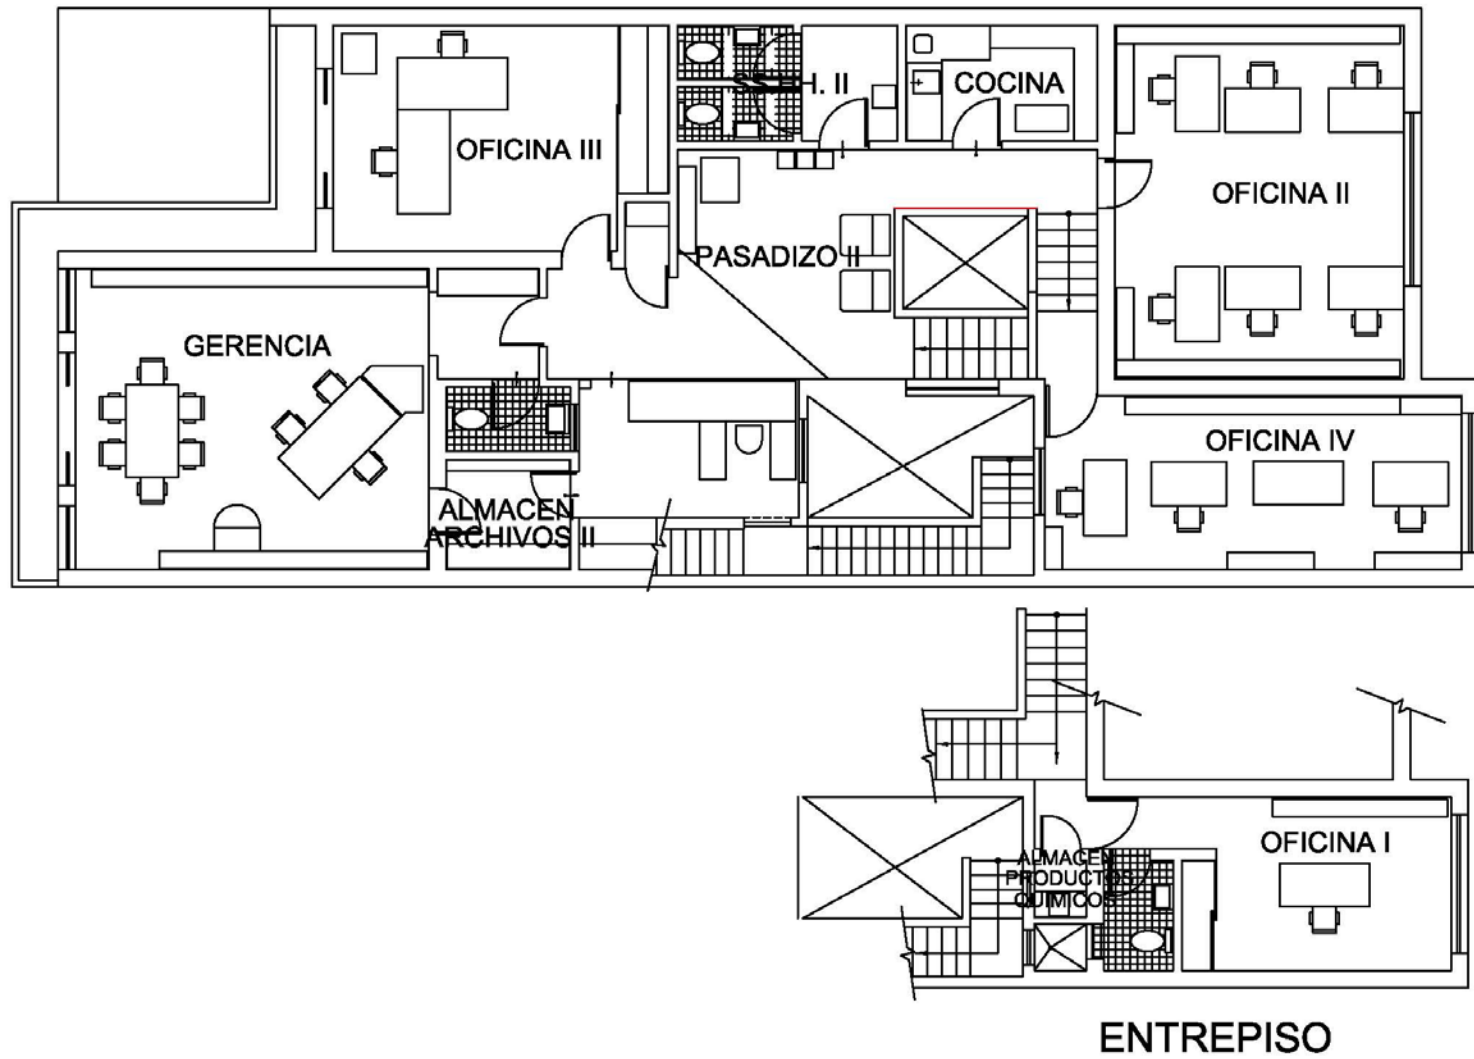 SS.HH. II
COCINA
OFICINA III
OFICINA II
PASADIZO II
GERENCIA
OFICINA IV
ALMACEN
ARCHIVOS II
OFICINA I
ALMACEN
PRODUCTOS
QUIMICOS
ENTREPISO